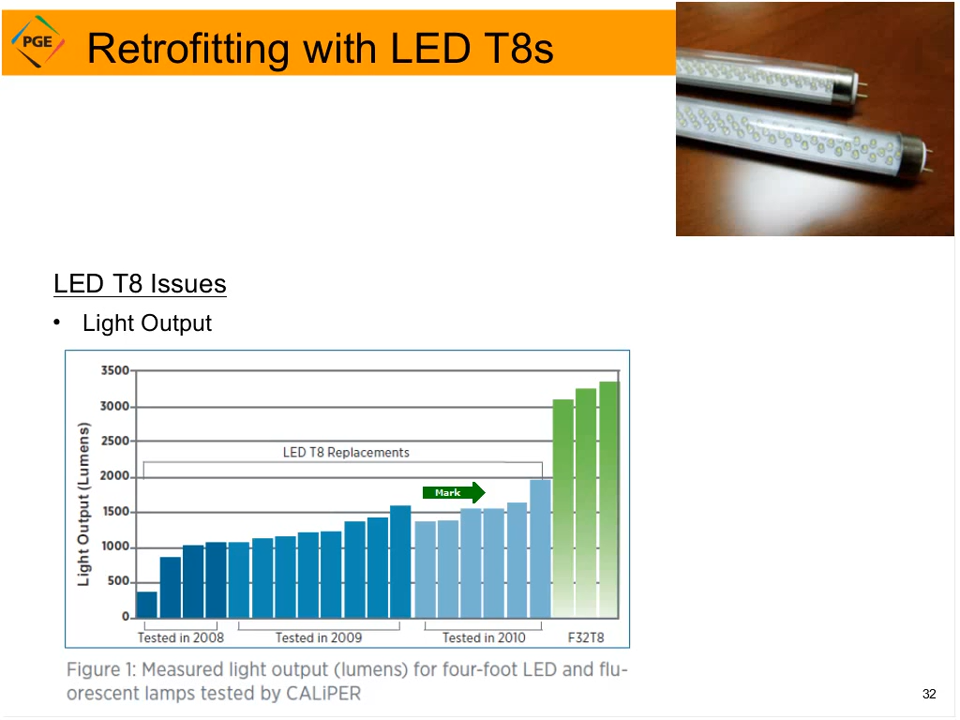 PGE
Retrofitting with LED T8s
LED T8 Issues
• Light Output
3500
3000
2500
2000
1500
1000
500
0
Light Output (Lumens)
LED T8 Replacements
Mark
Tested in 2008
Tested in 2009
Tested in 2010
F32T8
Figure 1: Measured light output (lumens) for four-foot LED and flu-
orescent lamps tested by CALiPER
32